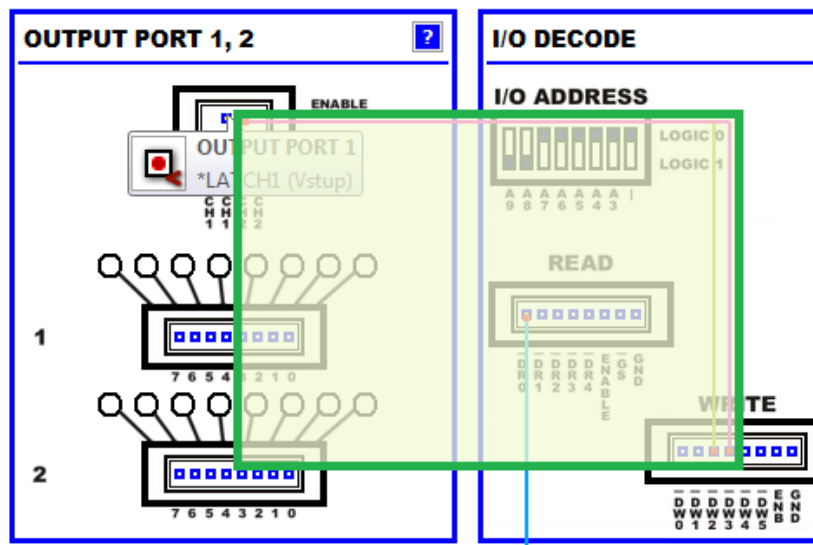 OUTPUT PORT 1, 2
?
I/O DECODE
I/O ADDRESS
ENABLE
LOGIC 0
OUTPUT PORT 1
LOGIC 1
*LATCH1 (Vstup)
A9 A8 A7 A6 A5 A4 A3 |
CH1 CH1 CH2 CH2
READ
1
DR0 DR1 DR2 DR3 DR4 ENABLE GS GND
7 6 5 4 3 2 1 0
WRITE
2
DW0 DW1 DW2 DW3 DW4 DW5 ENB GND
7 6 5 4 3 2 1 0